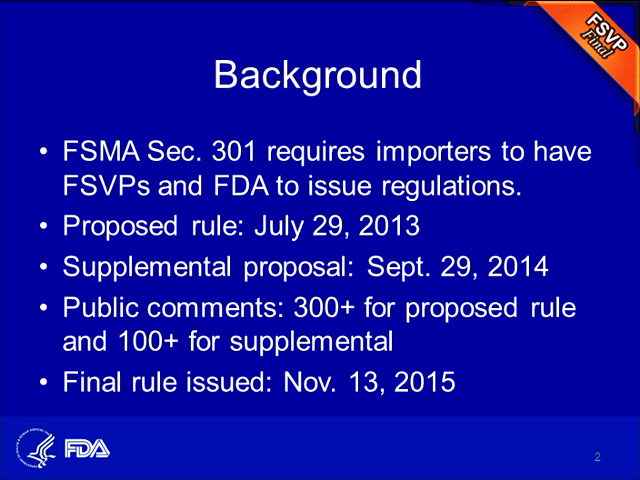 FSVP
Final
Background
• FSMA Sec. 301 requires importers to have
FSVPs and FDA to issue regulations.
• Proposed rule: July 29, 2013
• Supplemental proposal: Sept. 29, 2014
• Public comments: 300+ for proposed rule
and 100+ for supplemental
• Final rule issued: Nov. 13, 2015
FDA
2